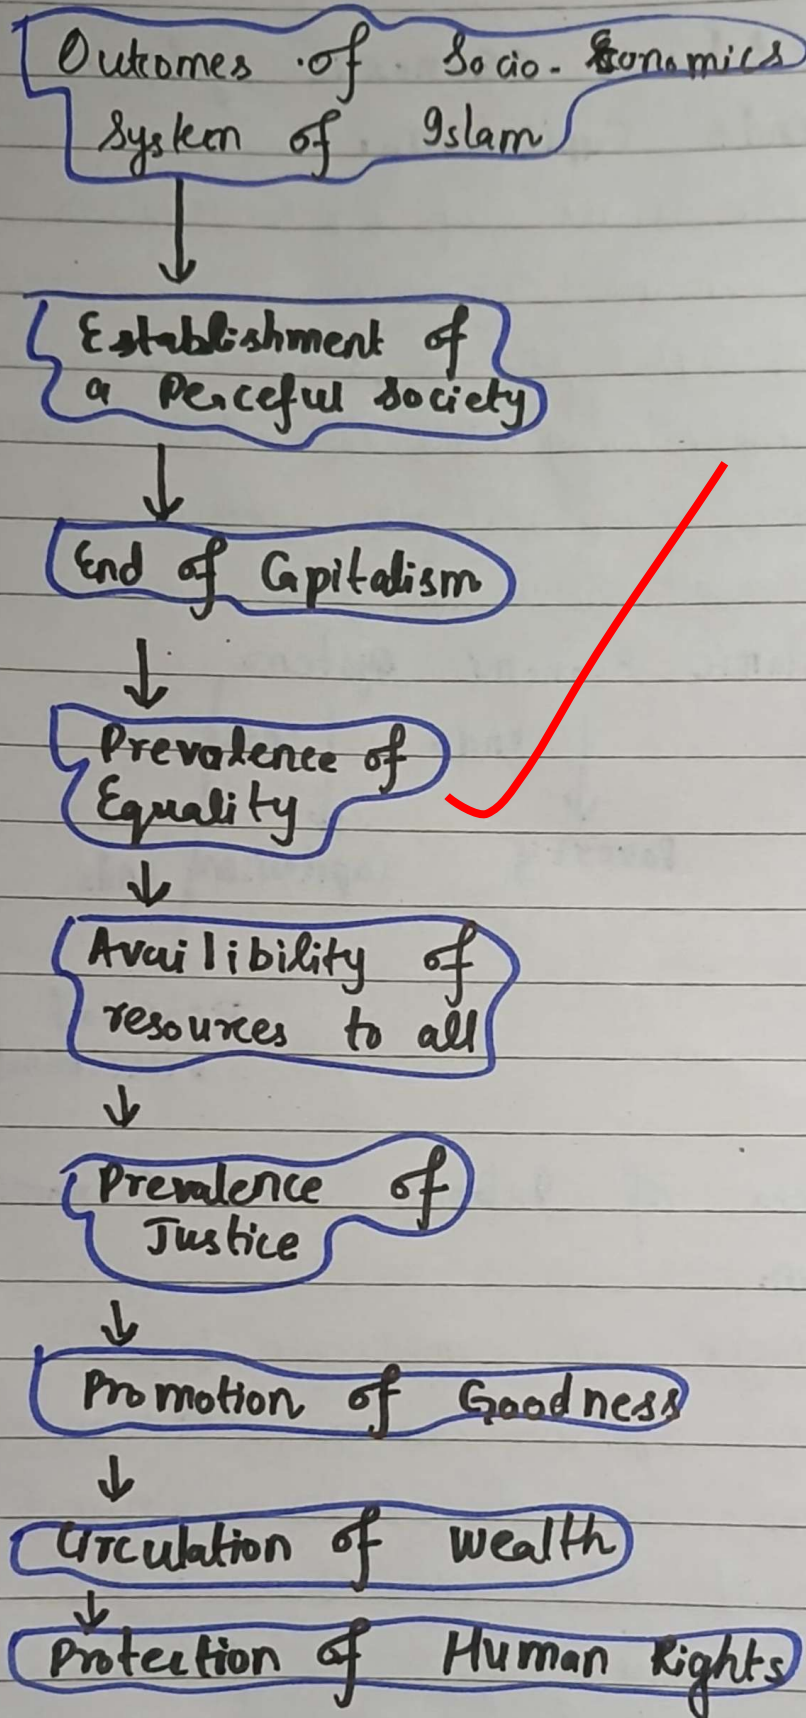 Outcomes of Socio-Economics
System of Islam
Establishment of
a Peaceful Society
End of Capitalism
Prevalence of
Equality
Availibility of
resources to all
Prevalence of
Justice
Promotion of Goodness
Circulation of Wealth
Protection of Human Rights